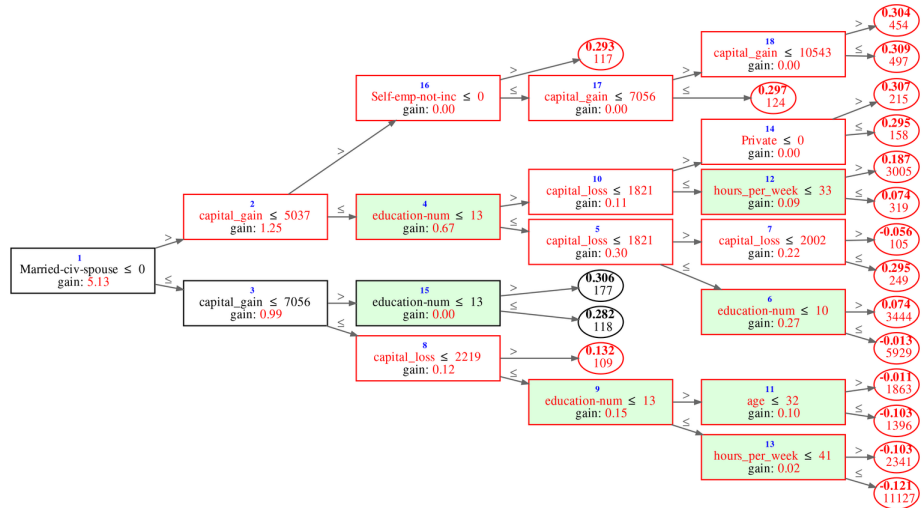 1
Married-civ-spouse ≤ 0
gain: 5.13
>
≤
2
capital_gain ≤ 5037
gain: 1.25
>
≤
3
capital_gain ≤ 7056
gain: 0.99
>
≤
16
Self-emp-not-inc ≤ 0
gain: 0.00
>
≤
4
education-num ≤ 13
gain: 0.67
>
≤
15
education-num ≤ 13
gain: 0.00
>
≤
8
capital_loss ≤ 2219
gain: 0.12
>
≤
0.293
117
17
capital_gain ≤ 7056
gain: 0.00
>
≤
10
capital_loss ≤ 1821
gain: 0.11
>
≤
5
capital_loss ≤ 1821
gain: 0.30
>
≤
0.306
177
0.282
118
0.132
109
9
education-num ≤ 13
gain: 0.15
>
≤
18
capital_gain ≤ 10543
gain: 0.00
>
≤
0.297
124
14
Private ≤ 0
gain: 0.00
>
≤
12
hours_per_week ≤ 33
gain: 0.09
>
≤
7
capital_loss ≤ 2002
gain: 0.22
>
≤
6
education-num ≤ 10
gain: 0.27
>
≤
11
age ≤ 32
gain: 0.10
>
≤
13
hours_per_week ≤ 41
gain: 0.02
>
≤
0.304
454
0.309
497
0.307
215
0.295
158
0.187
3005
0.074
319
-0.056
105
0.295
249
0.074
3444
-0.013
5929
-0.011
1863
-0.103
1396
-0.103
2341
-0.121
11127